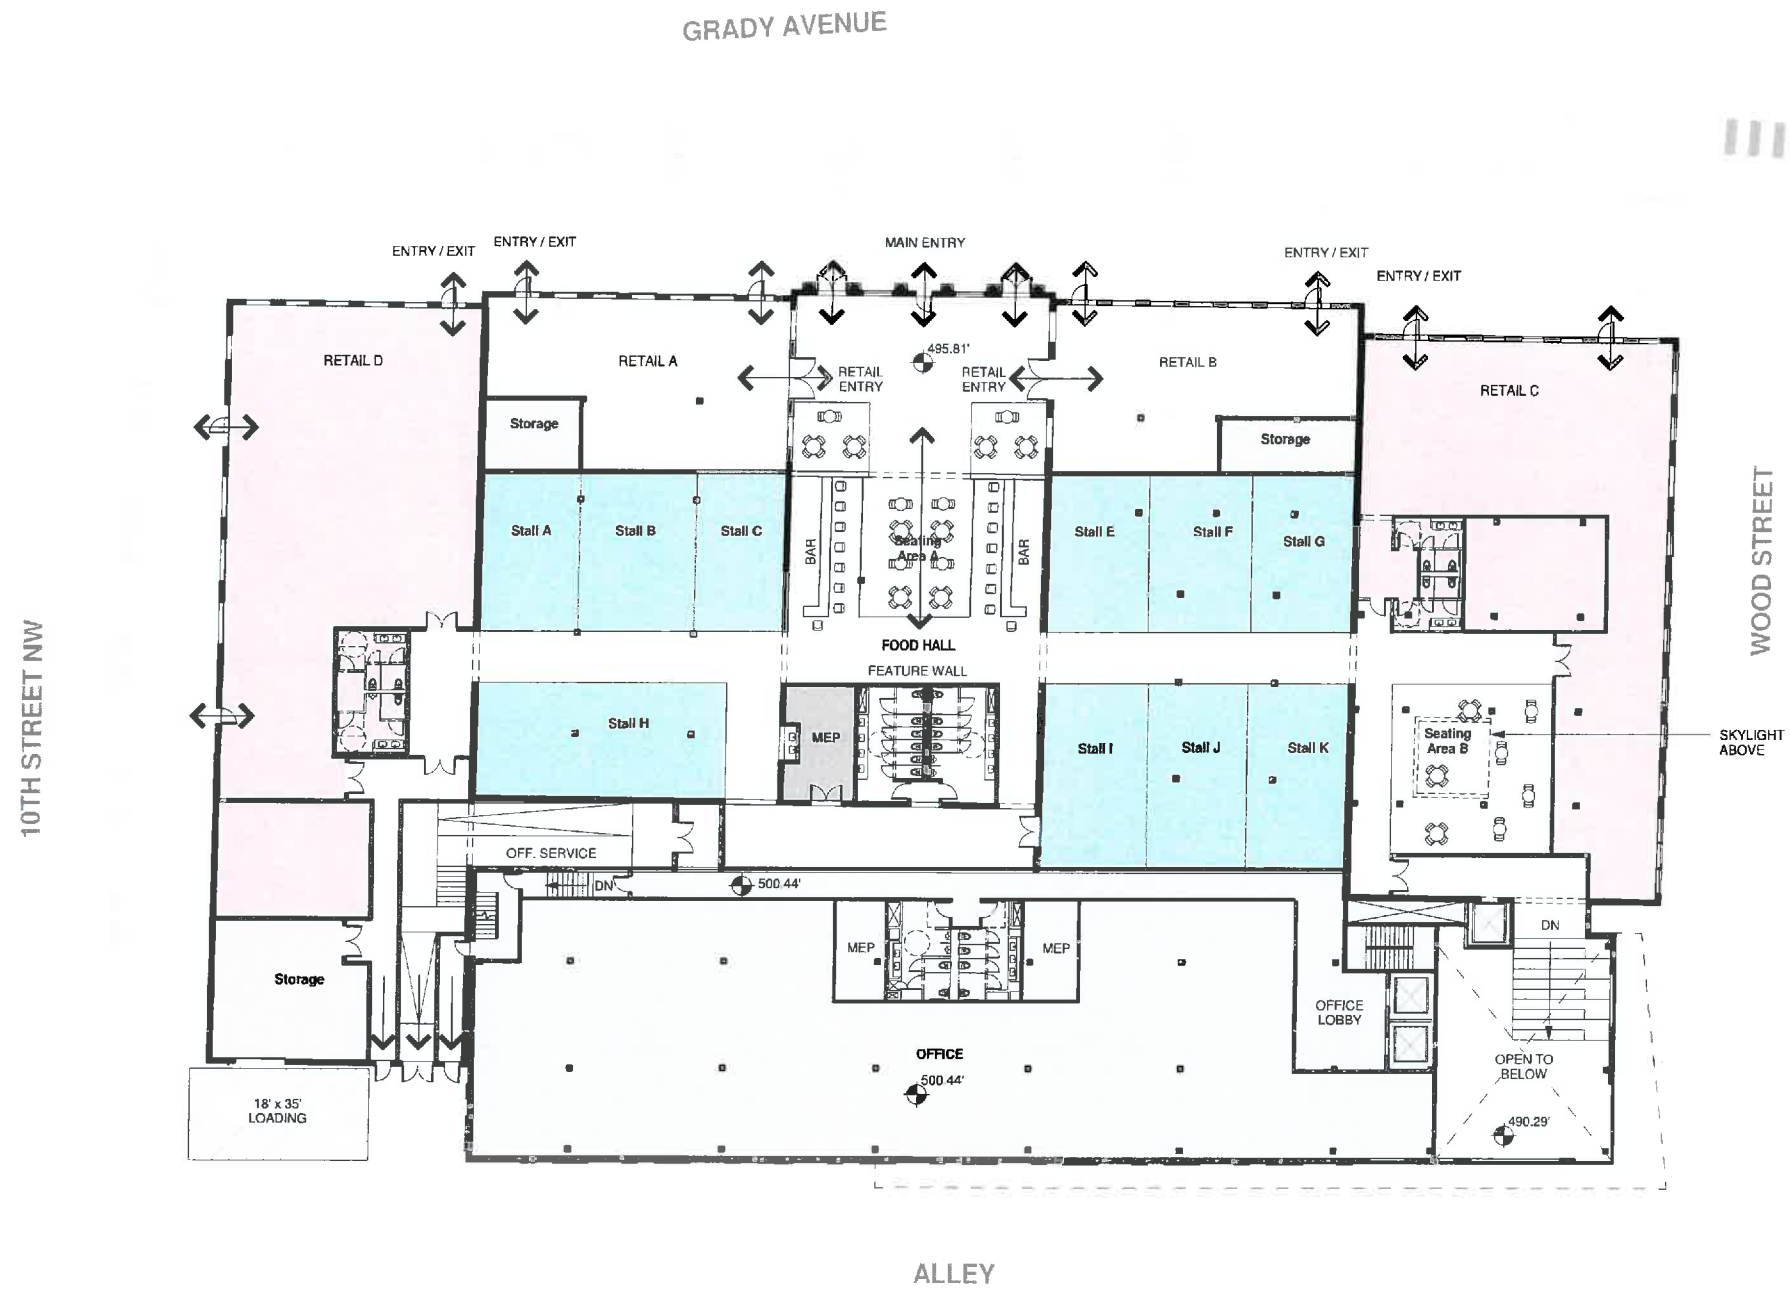 GRADY AVENUE
ENTRY / EXIT
ENTRY / EXIT
MAIN ENTRY
ENTRY / EXIT
ENTRY / EXIT
RETAIL D
RETAIL A
495.81'
RETAIL B
RETAIL C
RETAIL
ENTRY
RETAIL
ENTRY
Storage
Storage
Stall A
Stall B
Stall C
BAR
Seating
Area A
BAR
Stall E
Stall F
Stall G
WOOD STREET
10TH STREET NW
FOOD HALL
FEATURE WALL
Stall H
MEP
Stall I
Stall J
Stall K
Seating
Area B
SKYLIGHT
ABOVE
OFF. SERVICE
DN
500.44'
MEP
MEP
DN
Storage
OFFICE
LOBBY
OFFICE
500.44'
OPEN TO
BELOW
490.29'
18' x 35'
LOADING
ALLEY